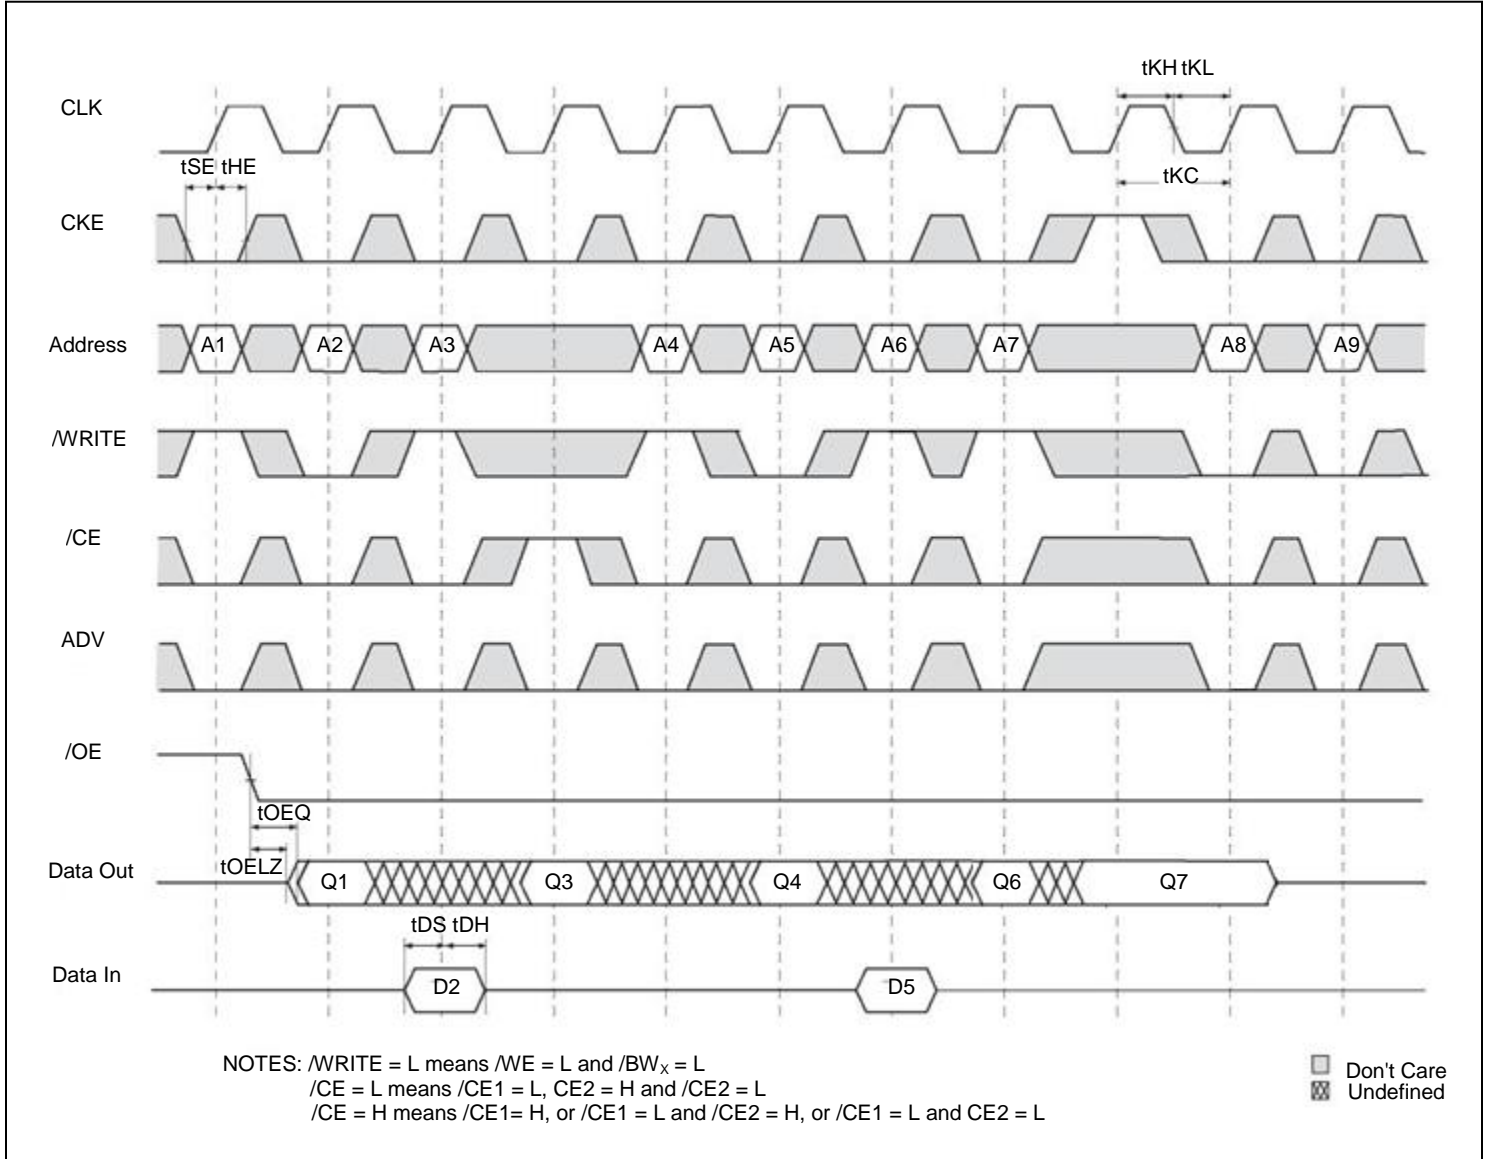 tKH tKL
CLK
tSE tHE
tKC
CKE
Address A1 A2 A3 A4 A5 A6 A7 A8 A9
/WRITE
/CE
ADV
/OE
tOEQ
tOELZ
Data Out Q1 Q3 Q4 Q6 Q7
tDS tDH
Data In D2 D5
NOTES: /WRITE = L means /WE = L and /BWX = L
/CE = L means /CE1 = L, CE2 = H and /CE2 = L
/CE = H means /CE1= H, or /CE1 = L and /CE2 = H, or /CE1 = L and CE2 = L
Don't Care
Undefined